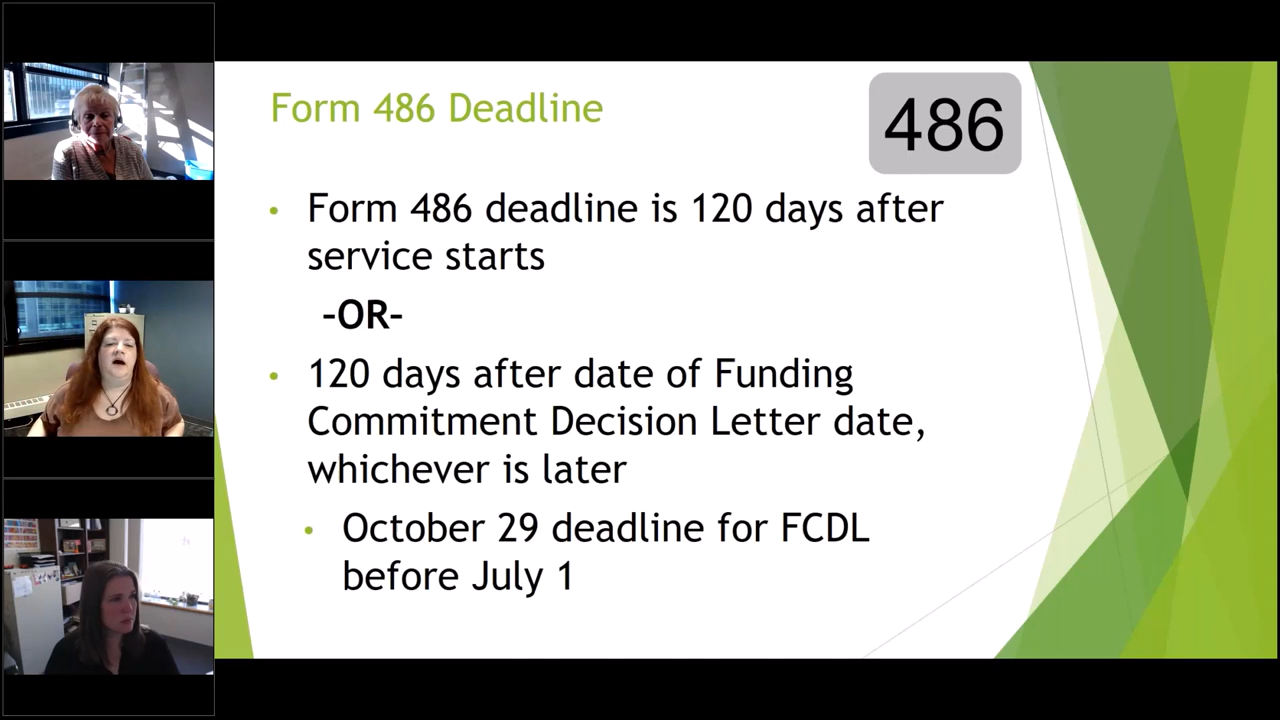 Form 486 Deadline
486
• Form 486 deadline is 120 days after
service starts
-OR-
• 120 days after date of Funding
Commitment Decision Letter date,
whichever is later
• October 29 deadline for FCDL
before July 1